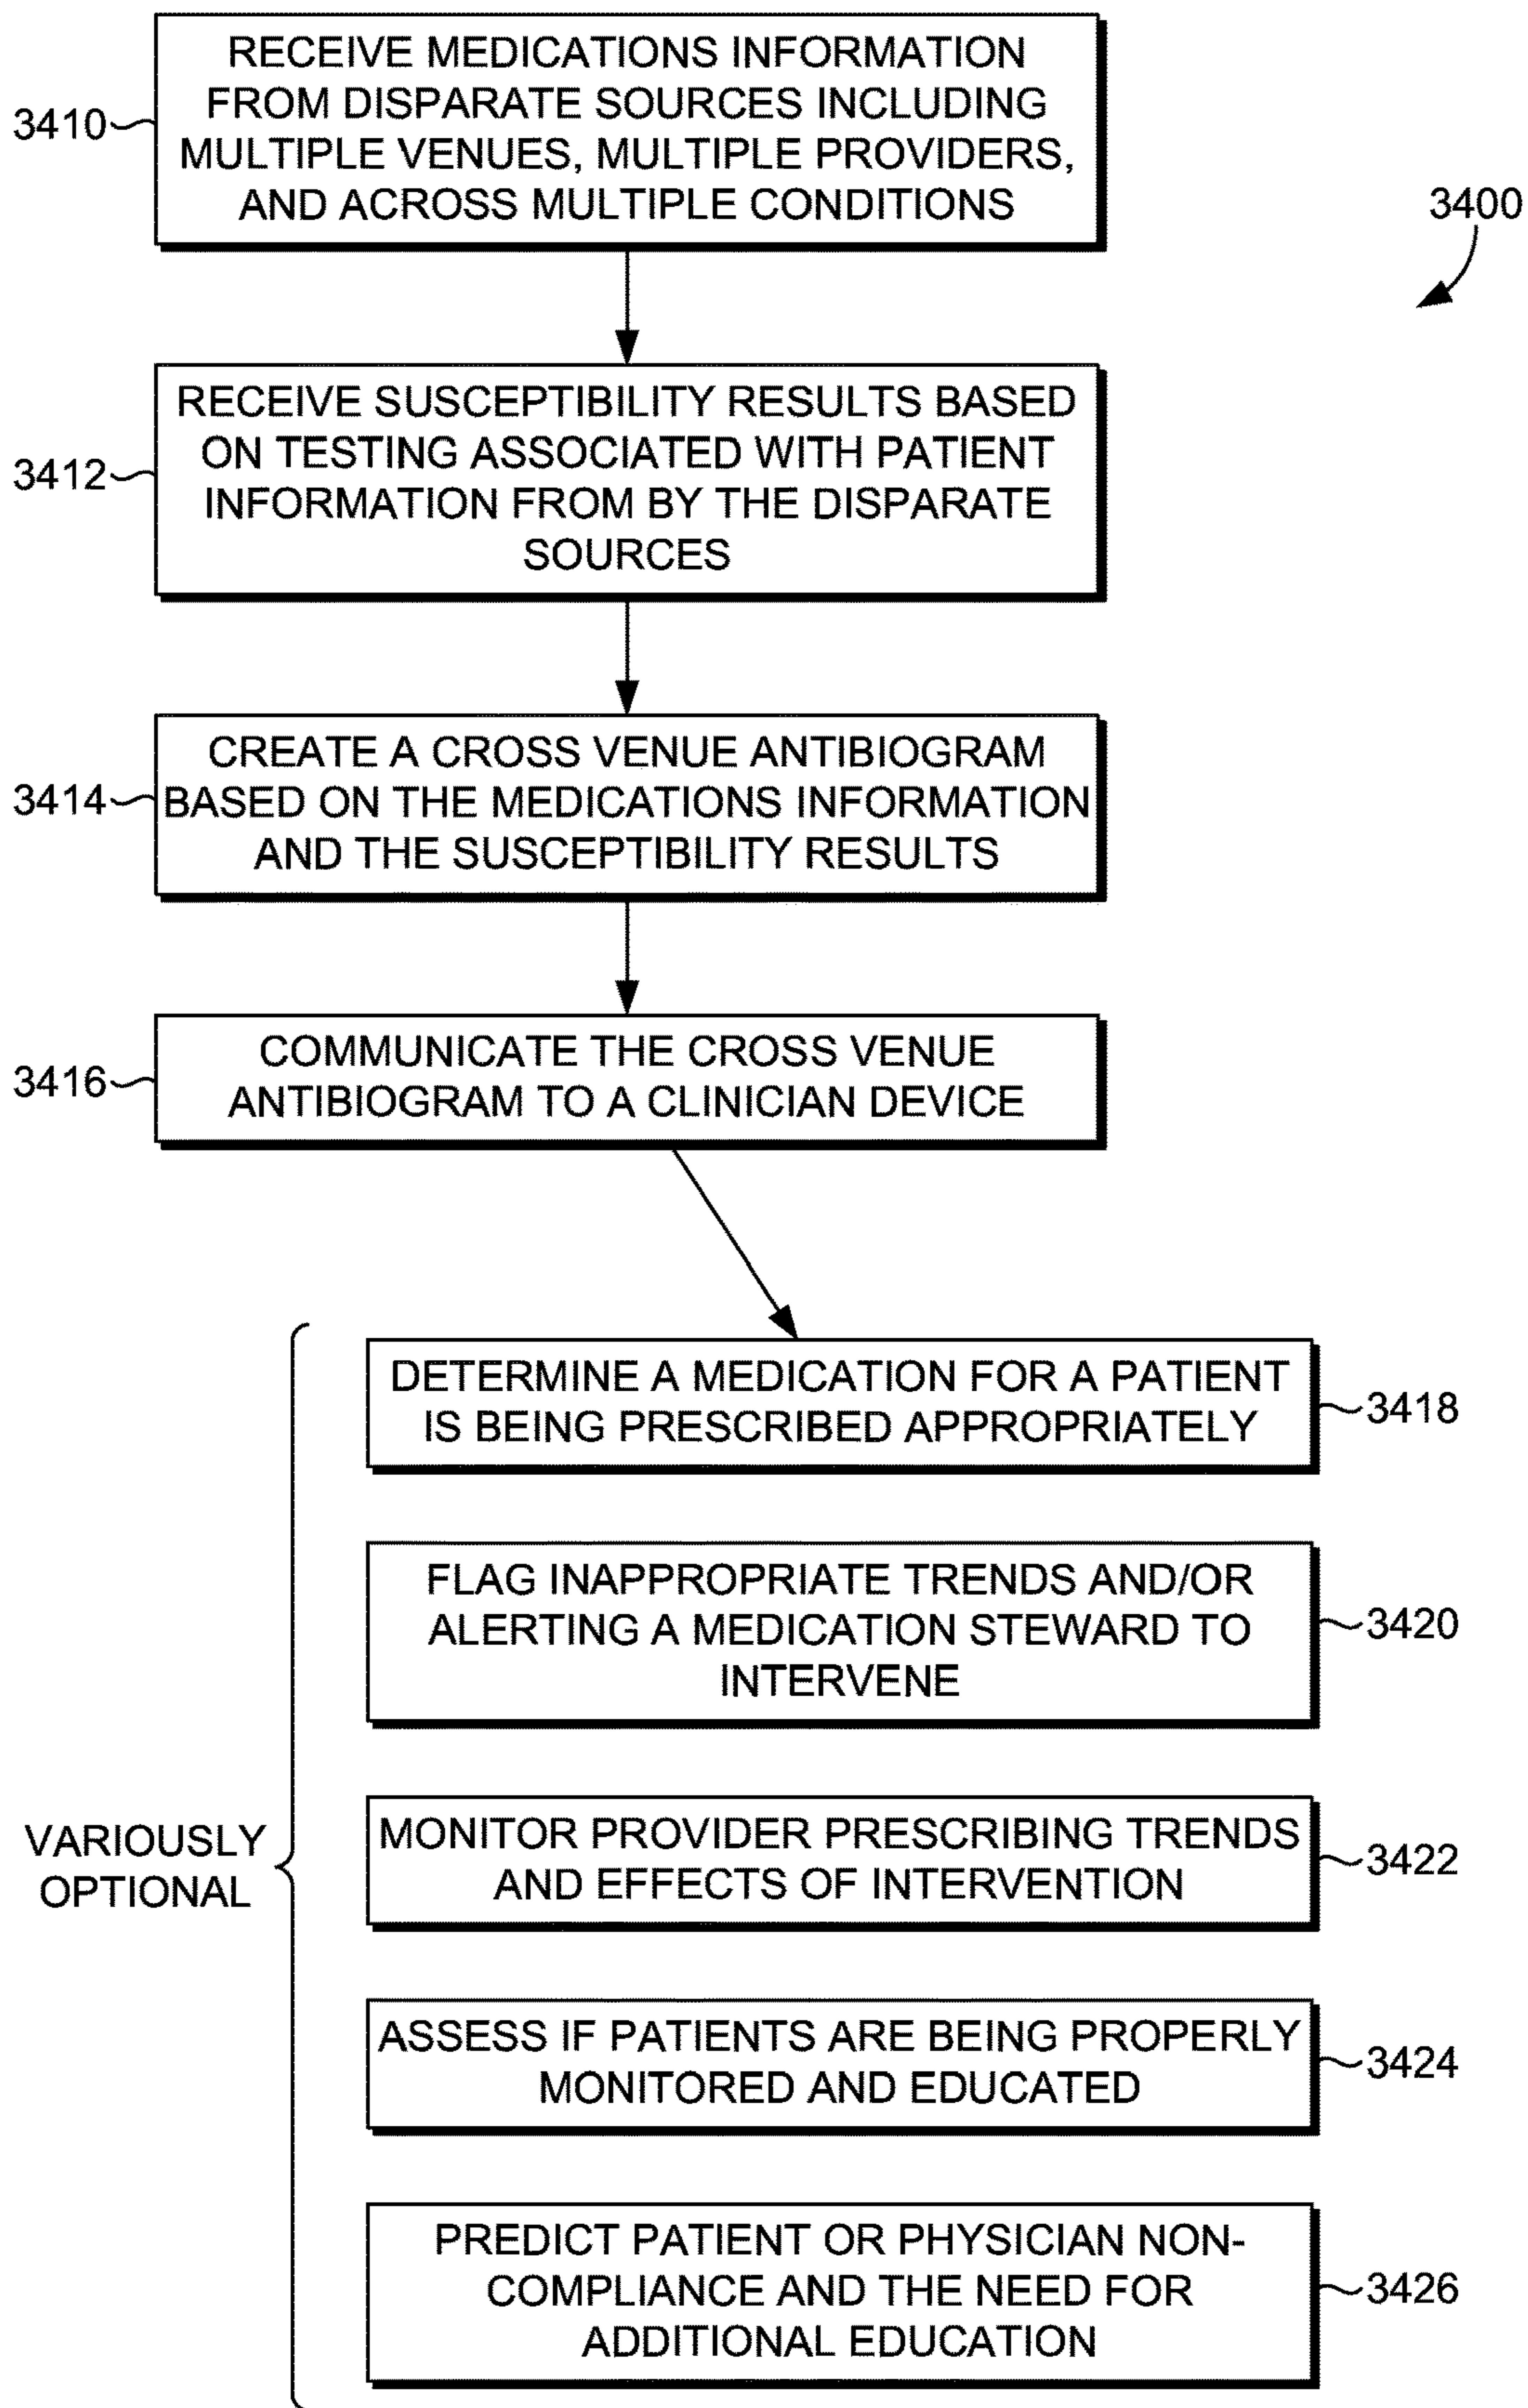 RECEIVE MEDICATIONS INFORMATION
FROM DISPARATE SOURCES INCLUDING
MULTIPLE VENUES, MULTIPLE PROVIDERS,
AND ACROSS MULTIPLE CONDITIONS
3410
3400
RECEIVE SUSCEPTIBILITY RESULTS BASED
ON TESTING ASSOCIATED WITH PATIENT
INFORMATION FROM BY THE DISPARATE
SOURCES
3412
CREATE A CROSS VENUE ANTIBIOGRAM
BASED ON THE MEDICATIONS INFORMATION
AND THE SUSCEPTIBILITY RESULTS
3414
COMMUNICATE THE CROSS VENUE
ANTIBIOGRAM TO A CLINICIAN DEVICE
3416
DETERMINE A MEDICATION FOR A PATIENT
IS BEING PRESCRIBED APPROPRIATELY
3418
FLAG INAPPROPRIATE TRENDS AND/OR
ALERTING A MEDICATION STEWARD TO
INTERVENE
3420
VARIOUSLY
OPTIONAL
MONITOR PROVIDER PRESCRIBING TRENDS
AND EFFECTS OF INTERVENTION
3422
ASSESS IF PATIENTS ARE BEING PROPERLY
MONITORED AND EDUCATED
3424
PREDICT PATIENT OR PHYSICIAN NON-
COMPLIANCE AND THE NEED FOR
ADDITIONAL EDUCATION
3426